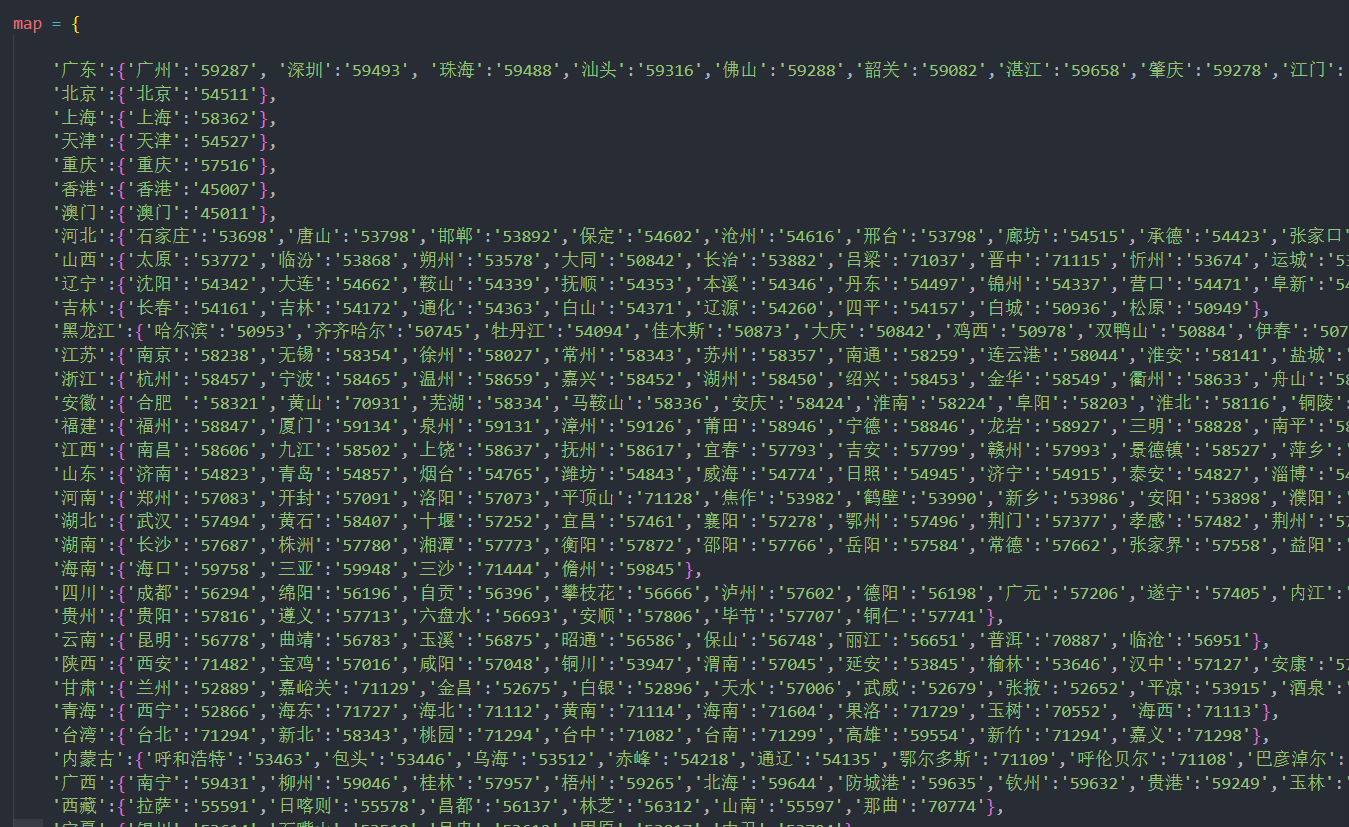 map = {
'广东':{'广州':'59287', '深圳':'59493', '珠海':'59488','汕头':'59316','佛山':'59288','韶关':'59082','湛江':'59658','肇庆':'59278','江门':
'北京':{'北京':'54511'},
'上海':{'上海':'58362'},
'天津':{'天津':'54527'},
'重庆':{'重庆':'57516'},
'香港':{'香港':'45007'},
'澳门':{'澳门':'45011'},
'河北':{'石家庄':'53698','唐山':'53798','邯郸':'53892','保定':'54602','沧州':'54616','邢台':'53798','廊坊':'54515','承德':'54423','张家口'
'山西':{'太原':'53772','临汾':'53868','朔州':'53578','大同':'50842','长治':'53882','吕梁':'71037','晋中':'71115','忻州':'53674','运城':'53
'辽宁':{'沈阳':'54342','大连':'54662','鞍山':'54339','抚顺':'54353','本溪':'54346','丹东':'54497','锦州':'54337','营口':'54471','阜新':'54
'吉林':{'长春':'54161','吉林':'54172','通化':'54363','白山':'54371','辽源':'54260','四平':'54157','白城':'50936','松原':'50949'},
'黑龙江':{'哈尔滨':'50953','齐齐哈尔':'50745','牡丹江':'54094','佳木斯':'50873','大庆':'50842','鸡西':'50978','双鸭山':'50884','伊春':'507
'江苏':{'南京':'58238','无锡':'58354','徐州':'58027','常州':'58343','苏州':'58357','南通':'58259','连云港':'58044','淮安':'58141','盐城':'
'浙江':{'杭州':'58457','宁波':'58465','温州':'58659','嘉兴':'58452','湖州':'58450','绍兴':'58453','金华':'58549','衢州':'58633','舟山':'58
'安徽':{'合肥 ':'58321','黄山':'70931','芜湖':'58334','马鞍山':'58336','安庆':'58424','淮南':'58224','阜阳':'58203','淮北':'58116','铜陵':'
'福建':{'福州':'58847','厦门':'59134','泉州':'59131','漳州':'59126','莆田':'58946','宁德':'58846','龙岩':'58927','三明':'58828','南平':'58
'江西':{'南昌':'58606','九江':'58502','上饶':'58637','抚州':'58617','宜春':'57793','吉安':'57799','赣州':'57993','景德镇':'58527','萍乡':'
'山东':{'济南':'54823','青岛':'54857','烟台':'54765','潍坊':'54843','威海':'54774','日照':'54945','济宁':'54915','泰安':'54827','淄博':'54
'河南':{'郑州':'57083','开封':'57091','洛阳':'57073','平顶山':'71128','焦作':'53982','鹤壁':'53990','新乡':'53986','安阳':'53898','濮阳':'
'湖北':{'武汉':'57494','黄石':'58407','十堰':'57252','宜昌':'57461','襄阳':'57278','鄂州':'57496','荆门':'57377','孝感':'57482','荆州':'57
'湖南':{'长沙':'57687','株洲':'57780','湘潭':'57773','衡阳':'57872','邵阳':'57766','岳阳':'57584','常德':'57662','张家界':'57558','益阳':'
'海南':{'海口':'59758','三亚':'59948','三沙':'71444','儋州':'59845'},
'四川':{'成都':'56294','绵阳':'56196','自贡':'56396','攀枝花':'56666','泸州':'57602','德阳':'56198','广元':'57206','遂宁':'57405','内江':'
'贵州':{'贵阳':'57816','遵义':'57713','六盘水':'56693','安顺':'57806','毕节':'57707','铜仁':'57741'},
'云南':{'昆明':'56778','曲靖':'56783','玉溪':'56875','昭通':'56586','保山':'56748','丽江':'56651','普洱':'70887','临沧':'56951'},
'陕西':{'西安':'71482','宝鸡':'57016','咸阳':'57048','铜川':'53947','渭南':'57045','延安':'53845','榆林':'53646','汉中':'57127','安康':'57
'甘肃':{'兰州':'52889','嘉峪关':'71129','金昌':'52675','白银':'52896','天水':'57006','武威':'52679','张掖':'52652','平凉':'53915','酒泉':'
'青海':{'西宁':'52866','海东':'71727','海北':'71112','黄南':'71114','海南':'71604','果洛':'71729','玉树':'70552', '海西':'71113'},
'台湾':{'台北':'71294','新北':'58343','桃园':'71294','台中':'71082','台南':'71299','高雄':'59554','新竹':'71294','嘉义':'71298'},
'内蒙古':{'呼和浩特':'53463','包头':'53446','乌海':'53512','赤峰':'54218','通辽':'54135','鄂尔多斯':'71109','呼伦贝尔':'71108','巴彦淖尔':'
'广西':{'南宁':'59431','柳州':'59046','桂林':'57957','梧州':'59265','北海':'59644','防城港':'59635','钦州':'59632','贵港':'59249','玉林':'
'西藏':{'拉萨':'55591','日喀则':'55578','昌都':'56137','林芝':'56312','山南':'55597','那曲':'70774'},